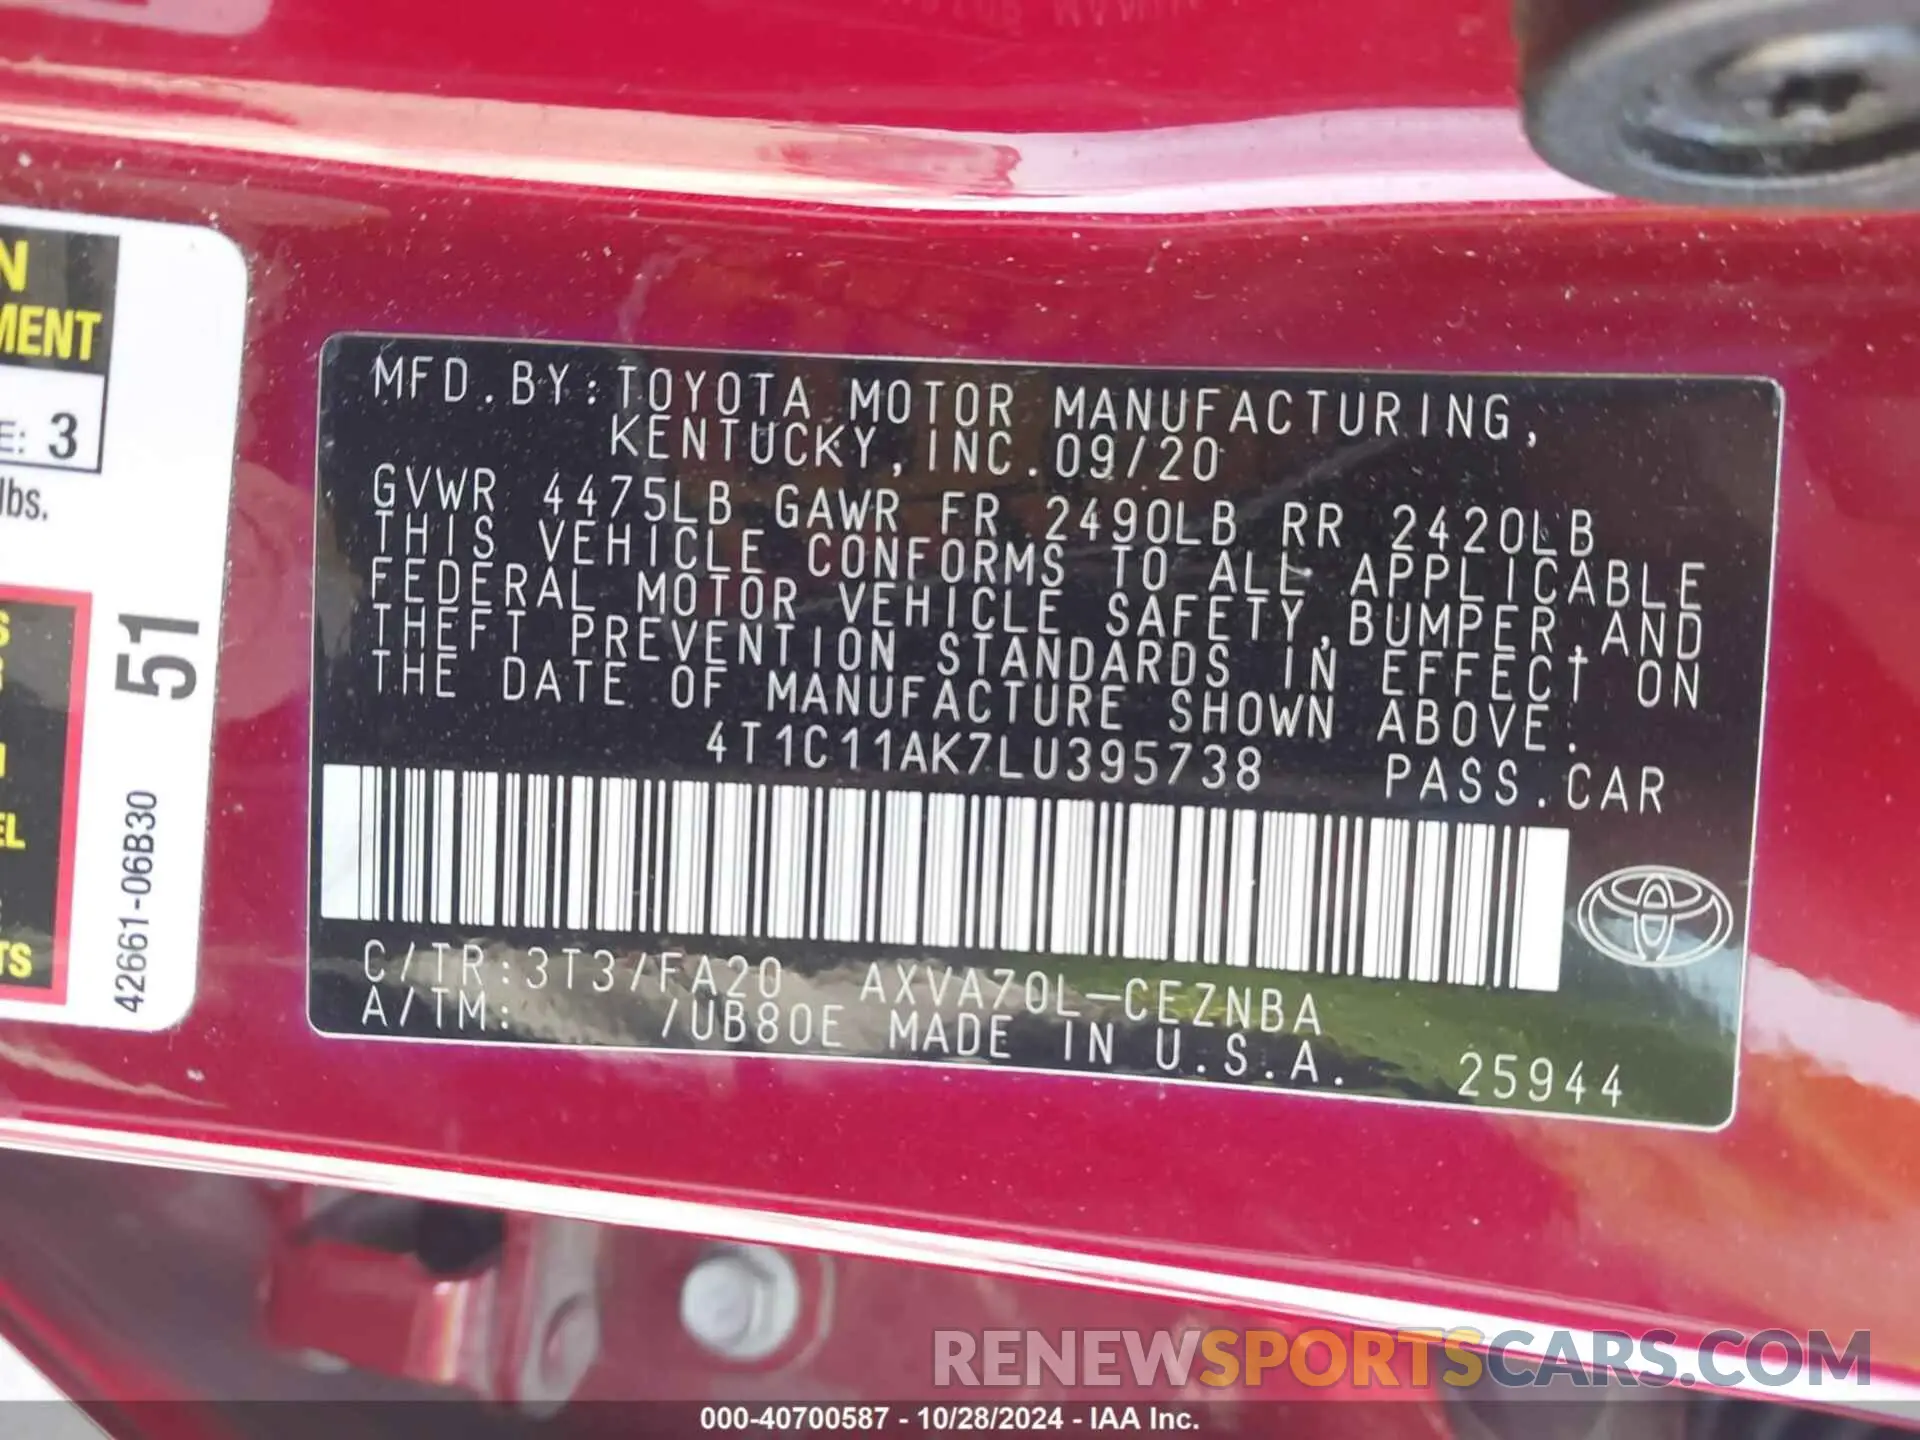 N
MENT
E: 3
lbs.
51
EL
TS
42661-06B30
MFD. BY: TOYOTA MOTOR MANUFACTURING,
KENTUCKY, INC. 09/20
GVWR 4475LB GAWR FR 2490LB RR 2420LB
THIS VEHICLE CONFORMS TO ALL APPLICABLE
FEDERAL MOTOR VEHICLE SAFETY, BUMPER, AND
THEFT PREVENTION STANDARDS IN EFFECT ON
THE DATE OF MANUFACTURE SHOWN ABOVE.
4T1C11AK7LU395738 PASS. CAR
C/TR: 3T3/FA20 AXVA70L-CEZNBA
A/TM: /UB80E MADE IN U.S.A.
25944
RENEWSPORTSCARS.COM
000-40700587 - 10/28/2024 - IAA Inc.